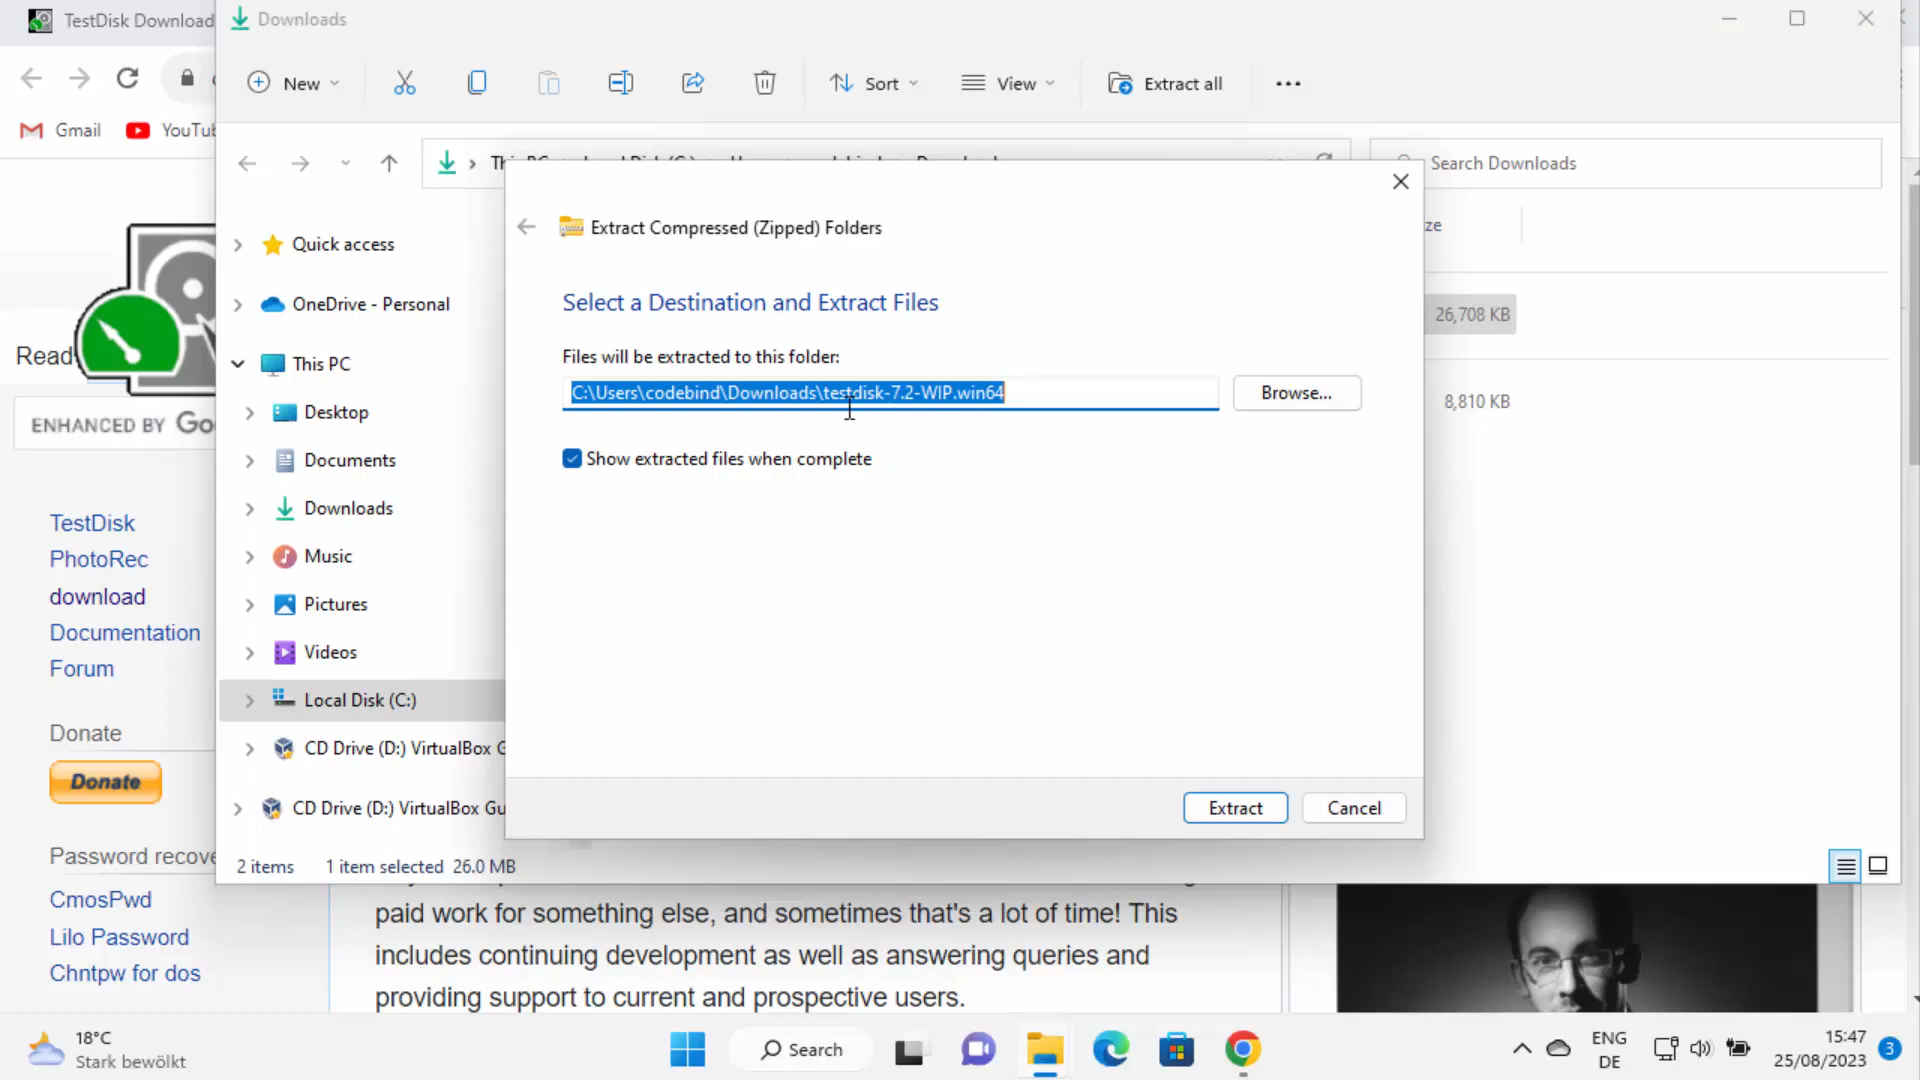 TestDisk Download
Downloads
New
Sort
View
Extract all
Gmail
YouTu
Search Downloads
Extract Compressed (Zipped) Folders
Quick access
OneDrive - Personal
This PC
Desktop
Documents
Downloads
Music
Pictures
Videos
Local Disk (C:)
CD Drive (D:) VirtualBox G
CD Drive (D:) VirtualBox Gu
Select a Destination and Extract Files
Files will be extracted to this folder:
C:\Users\codebind\Downloads\testdisk-7.2-WIP.win64
Browse...
Show extracted files when complete
Extract
Cancel
ze
26,708 KB
8,810 KB
2 items
1 item selected 26.0 MB
Read
ENHANCED BY Go
TestDisk
PhotoRec
download
Documentation
Forum
Donate
Donate
Password recove
CmosPwd
Lilo Password
Chntpw for dos
paid work for something else, and sometimes that's a lot of time! This
includes continuing development as well as answering queries and
providing support to current and prospective users.
18°C
Stark bewölkt
Search
ENG
DE
15:47
25/08/2023
3